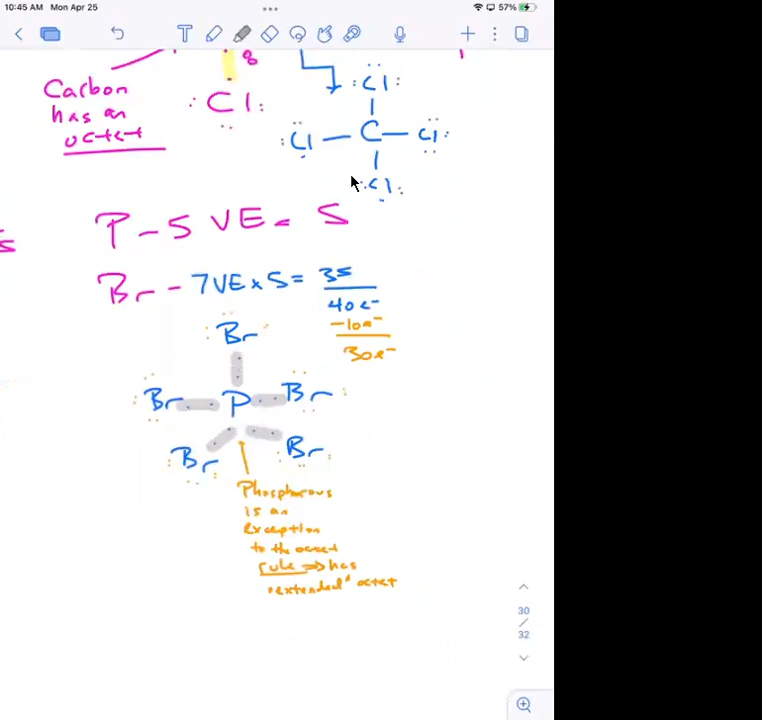 10:45 AM Mon Apr 25
57%
8
Carbon
has an
octet
Cl
Cl
Cl — C — Cl
Cl
P - 5 VE = 5
Br - 7VE x 5 = 35
40e-
-10e-
30e-
Br
Br P Br
Br Br
Phosphorous
is an
exception
to the octet
rule => has
"extended" octet
30
/
32